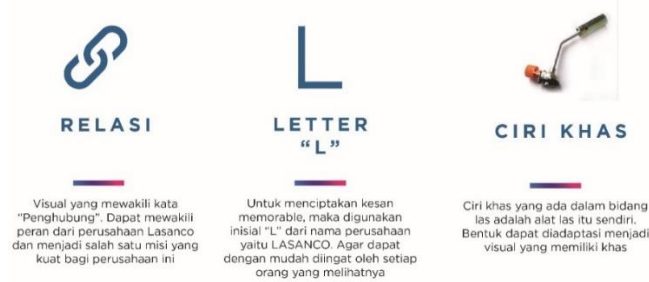 L
RELASI
Visual yang mewakili kata
"Penghubung". Dapat mewakili
peran dari perusahaan Lasanco
dan menjadi salah satu misi yang
kuat bagi perusahaan ini
LETTER
"L"
Untuk menciptakan kesan
memorable, maka digunakan
inisial "L" dari nama perusahaan
yaitu LASANCO. Agar dapat
dengan mudah diingat oleh setiap
orang yang melihatnya
CIRI KHAS
Ciri khas yang ada dalam bidang
las adalah alat las itu sendiri.
Bentuk dapat diadaptasi menjadi
visual yang memiliki khas